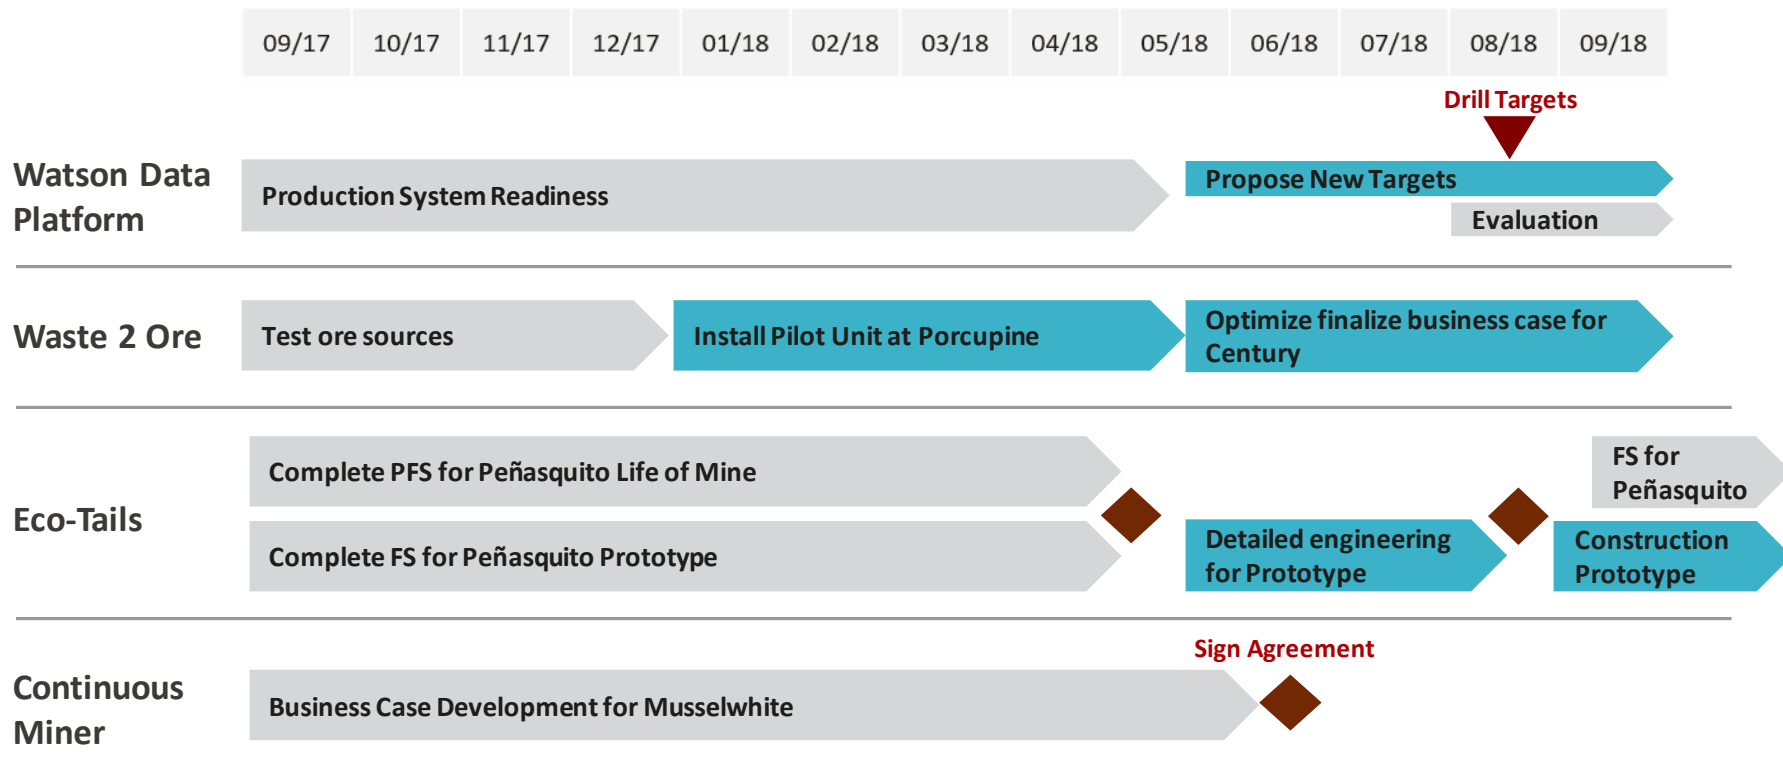 09/17 10/17 11/17 12/17 01/18 02/18 03/18 04/18 05/18 06/18 07/18 08/18 09/18
Drill Targets
Watson Data
Platform
Production System Readiness
Propose New Targets
Evaluation
Waste 2 Ore
Test ore sources
Install Pilot Unit at Porcupine
Optimize finalize business case for
Century
Eco-Tails
Complete PFS for Peñasquito Life of Mine
FS for
Peñasquito
Complete FS for Peñasquito Prototype
Detailed engineering
for Prototype
Construction
Prototype
Sign Agreement
Continuous
Miner
Business Case Development for Musselwhite